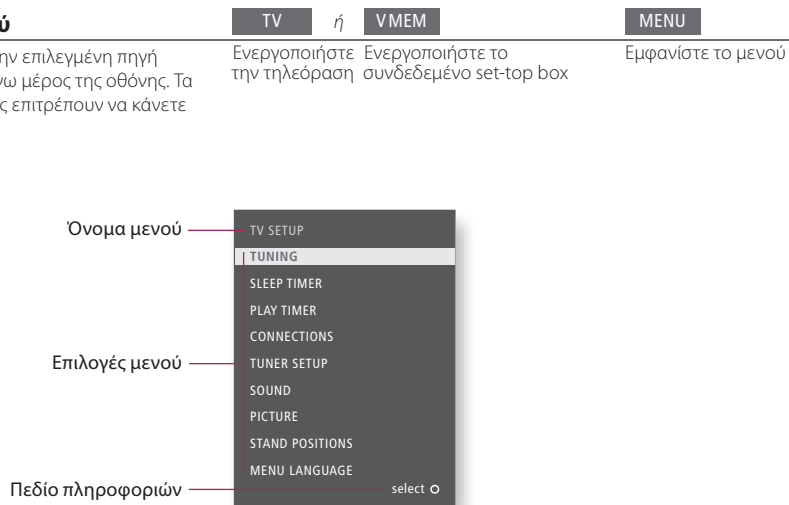 ύ
TV ή V MEM MENU
ην επιλεγμένη πηγή
νω μέρος της οθόνης. Τα
ς επιτρέπουν να κάνετε
Ενεργοποιήστε
την τηλεόραση
Ενεργοποιήστε το
συνδεδεμένο set-top box
Εμφανίστε το μενού
Όνομα μενού
TV SETUP
TUNING
SLEEP TIMER
PLAY TIMER
CONNECTIONS
Επιλογές μενού
TUNER SETUP
SOUND
PICTURE
STAND POSITIONS
MENU LANGUAGE
Πεδίο πληροφοριών
select